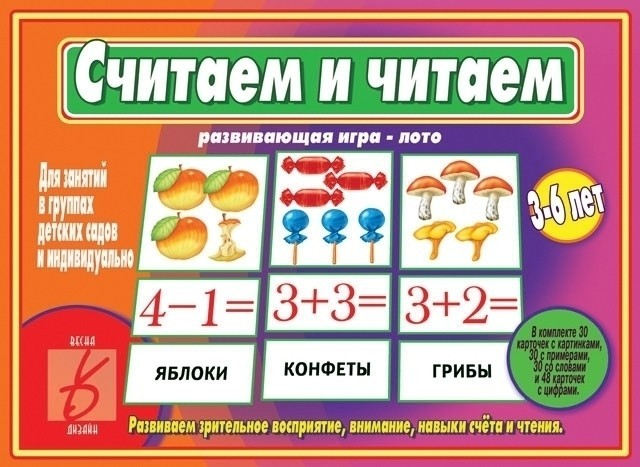 Считаем и читаем
развивающая игра - лото
Для занятий
в группах
детских садов
и индивидуально
3-6 лет
4-1=
3+3=
3+2=
ЯБЛОКИ
КОНФЕТЫ
ГРИБЫ
ВЕСНА
ДИЗАЙН
В комплекте 30
карточек с картинками,
30 с примерами,
30 со словами
и 48 карточек
с цифрами.
Развиваем зрительное восприятие, внимание, навыки счёта и чтения.